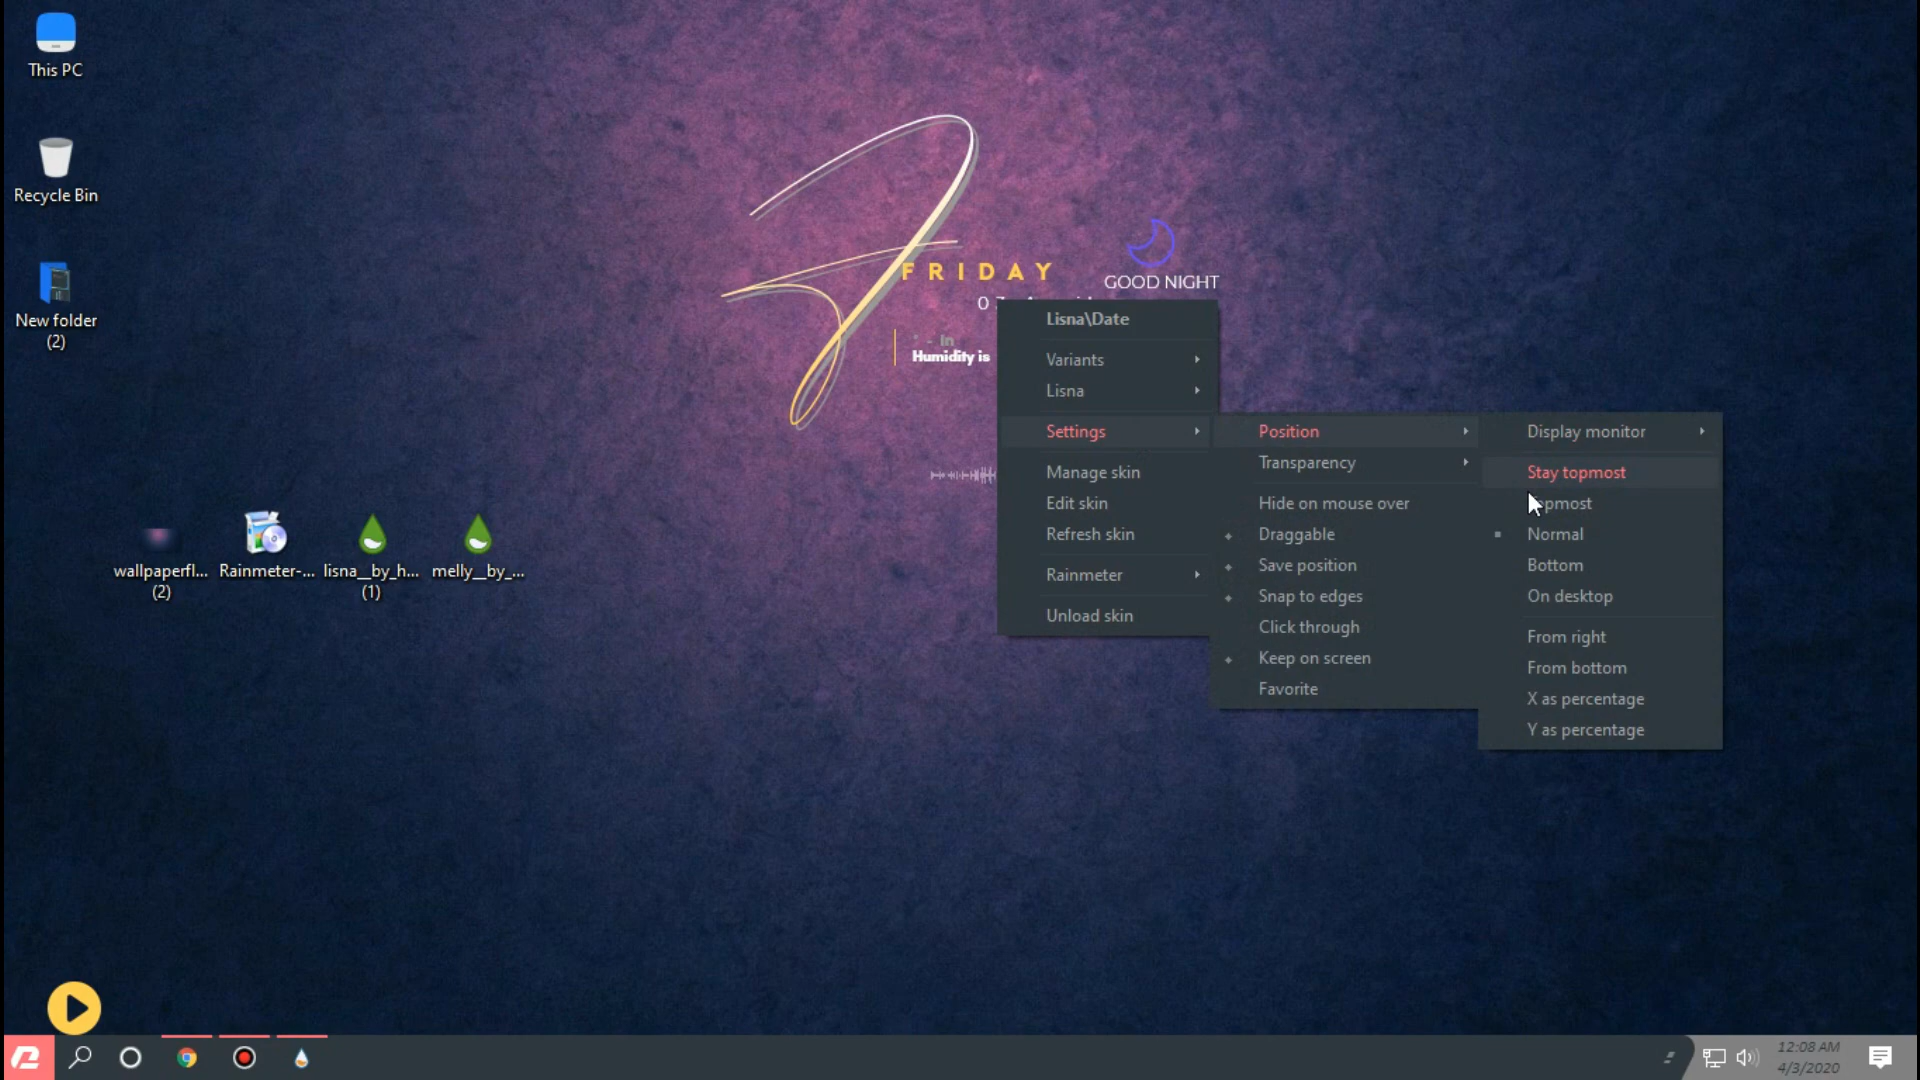 This PC
Recycle Bin
New folder
(2)
wallpaperfl...
(2)
Rainmeter-...
lisna__by_h...
(1)
melly__by_...
FRIDAY
GOOD NIGHT
Humidity is
Lisna\Date
Variants
Lisna
Settings
Manage skin
Edit skin
Refresh skin
Rainmeter
Unload skin
Position
Transparency
Hide on mouse over
Draggable
Save position
Snap to edges
Click through
Keep on screen
Favorite
Display monitor
Stay topmost
Normal
Bottom
On desktop
From right
From bottom
X as percentage
Y as percentage
12:08 AM
4/3/2020